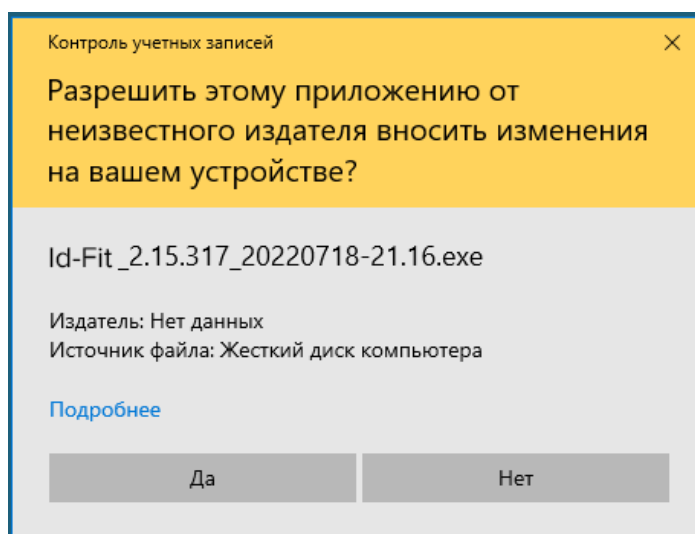 Контроль учетных записей
Разрешить этому приложению от
неизвестного издателя вносить изменения
на вашем устройстве?
Id-Fit _2.15.317_20220718-21.16.exe
Издатель: Нет данных
Источник файла: Жесткий диск компьютера
Подробнее
Да
Нет